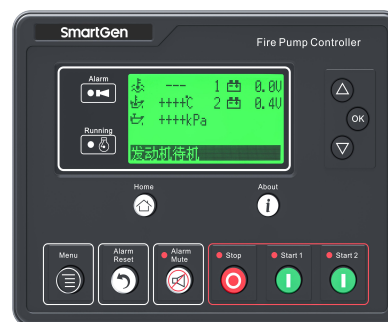 SmartGen
Fire Pump Controller
Alarm
--- 1 0.0V
++++℃ 2 0.4V
++++kPa
Running
发动机待机
OK
Home
About
i
Menu
Alarm Reset
Alarm Mute
Stop
Start 1
Start 2